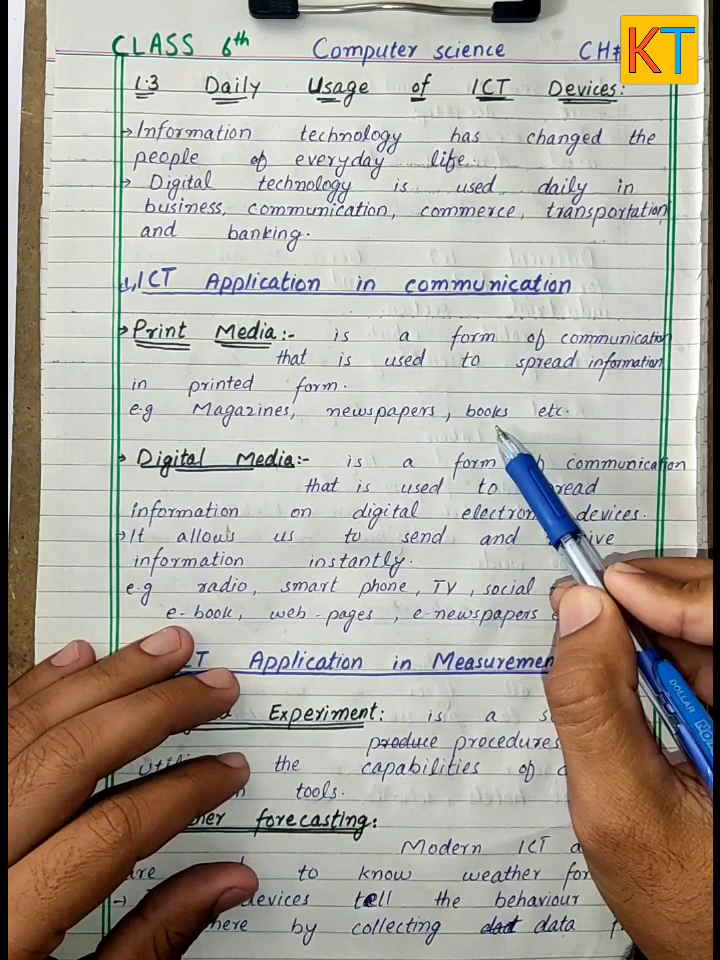 CLASS 6th Computer science CH#
KT
1.3 Daily Usage of ICT Devices:
→ Information technology has changed the
people of everyday life.
→ Digital technology is used daily in
business, communication, commerce, transportation
and banking.
ICT Application in communication
→ Print Media:- is a form of communication
that is used to spread information
in printed form.
e.g Magazines, newspapers, books etc.
→ Digital Media:- is a form communication
that is used to
information on digital devices.
→ It allows us to send and
information instantly.
e.g radio, smart phone, TV, social
e-book, web-pages, e-newspapers
Application in
Experiment: is a
produce procedures
the capabilities of
tools.
forecasting:
Modern ICT
to know weather
→ devices tell the behaviour
by collecting data
DOLLAR